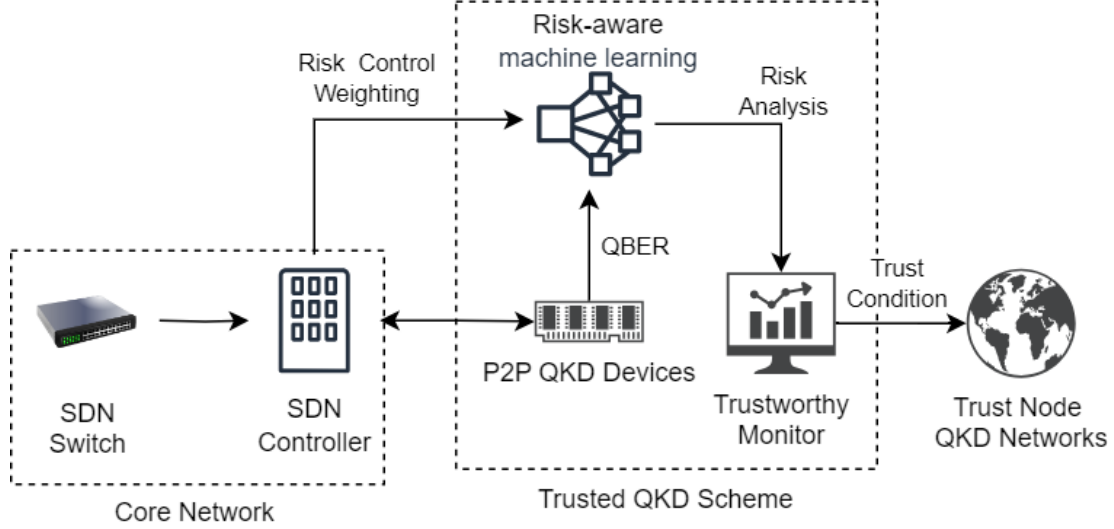 Risk-aware
machine learning
Risk Control
Weighting
Risk
Analysis
QBER
Trust
Condition
P2P QKD Devices
SDN
Switch
SDN
Controller
Trustworthy
Monitor
Trust Node
QKD Networks
Core Network
Trusted QKD Scheme